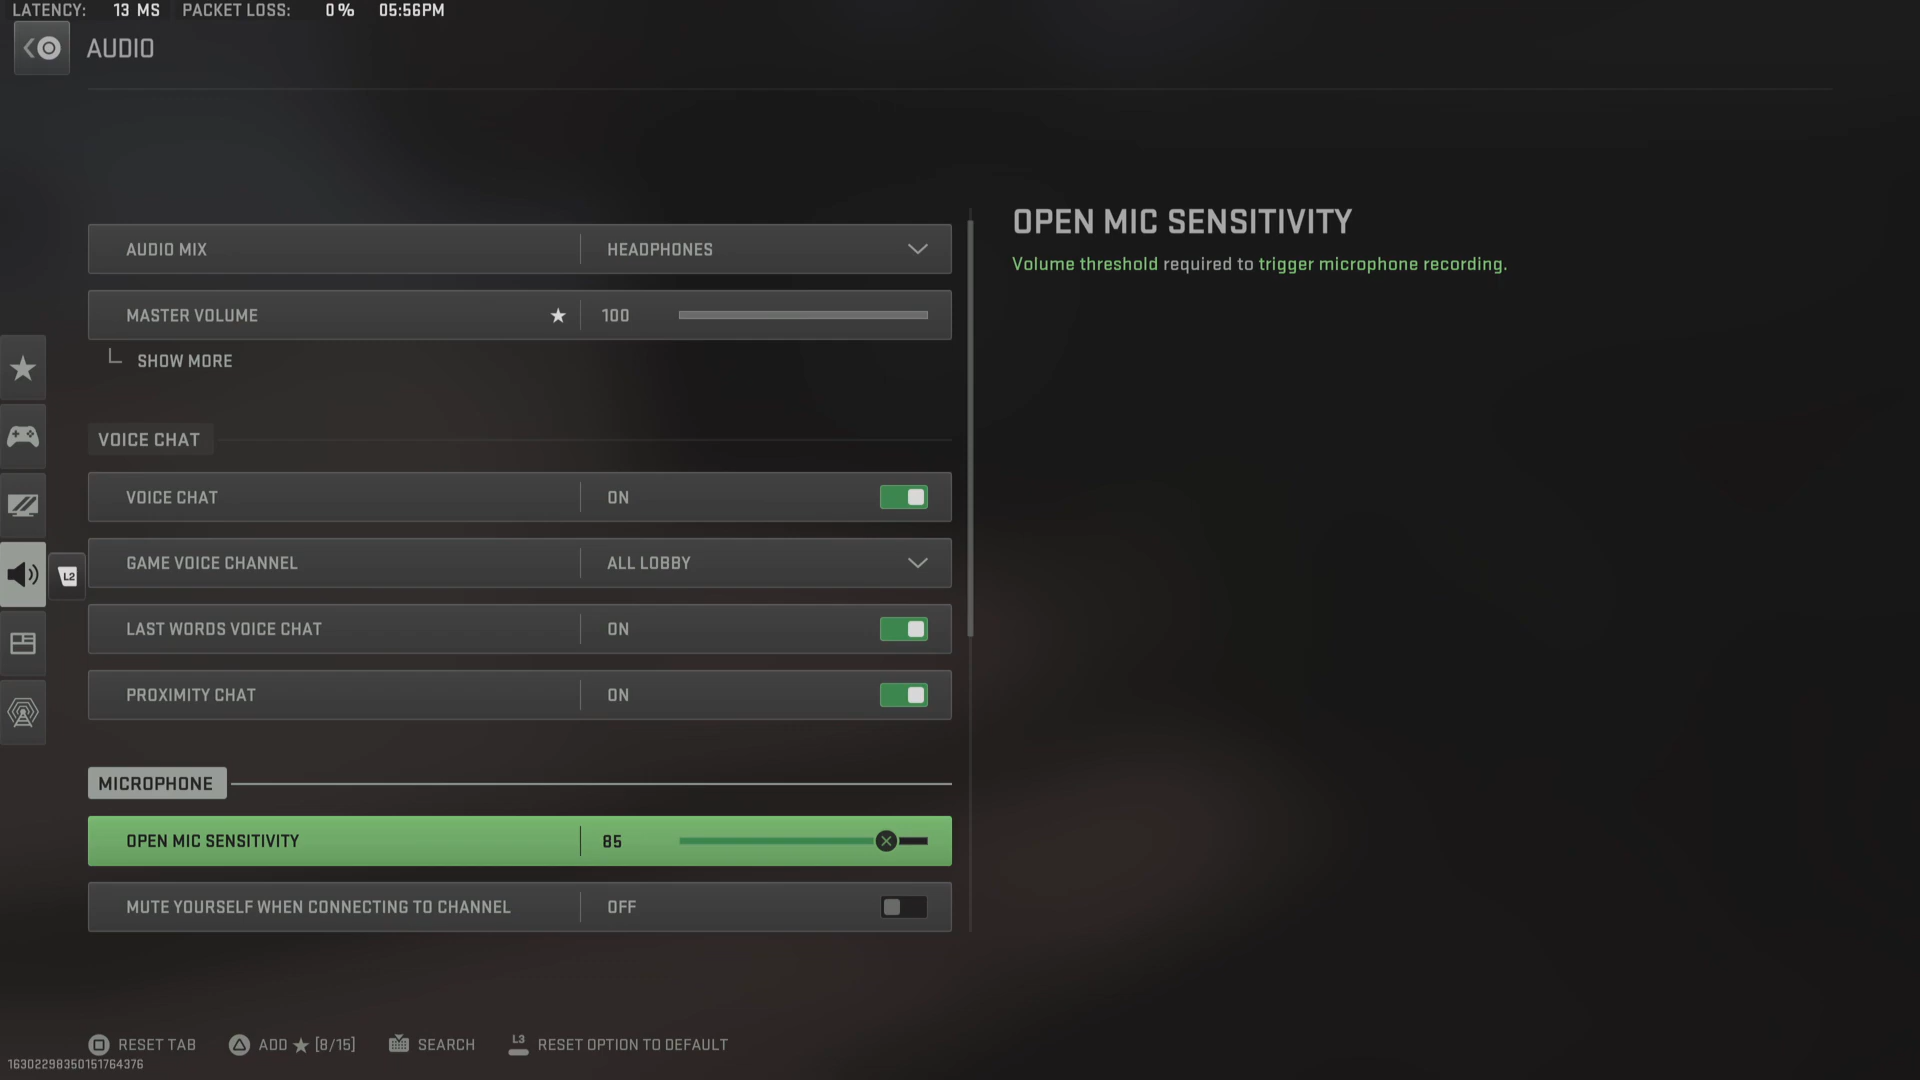 LATENCY: 13 MS PACKET LOSS: 0 % 05:56PM
AUDIO
AUDIO MIX HEADPHONES
MASTER VOLUME 100
SHOW MORE
VOICE CHAT
VOICE CHAT ON
GAME VOICE CHANNEL ALL LOBBY
L2
LAST WORDS VOICE CHAT ON
PROXIMITY CHAT ON
MICROPHONE
OPEN MIC SENSITIVITY 85
MUTE YOURSELF WHEN CONNECTING TO CHANNEL OFF
OPEN MIC SENSITIVITY
Volume threshold required to trigger microphone recording.
RESET TAB ADD ★ [8/15] SEARCH L3 RESET OPTION TO DEFAULT
16302298350151764376